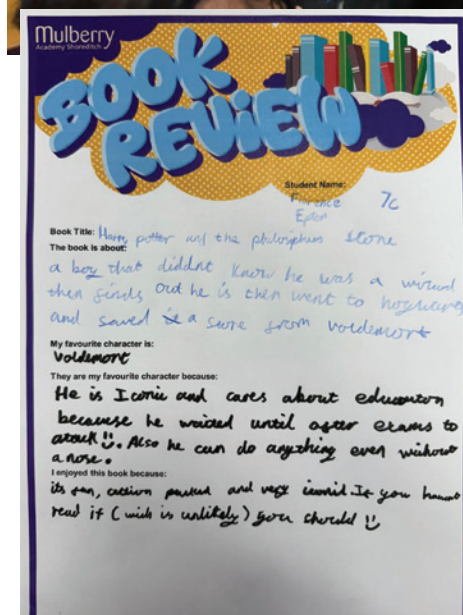 Mulberry
Academy Shoreditch
BOOK
REVIEW
Student Name:
Florence 7c
Epton
Book Title: Harry potter and the philosophers stone
The book is about:
a boy that diddnt know he was a wizard
then finds out he is then went to hogwarts
and saved a stone from voldemort
My favourite character is:
Voldemort
They are my favourite character because:
He is Iconic and cares about education
because he waited until after exams to
atack. Also he can do anything even without
a nose.
I enjoyed this book because:
its fun, action packed and very iconic. If you havent
read it (wich is unlikely) you should